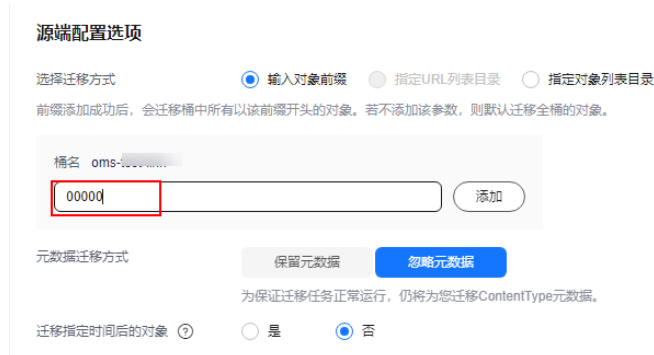 源端配置选项
选择迁移方式 输入对象前缀 指定URL列表目录 指定对象列表目录
前缀添加成功后，会迁移桶中所有以该前缀开头的对象。若不添加该参数，则默认迁移全桶的对象。
桶名 oms-
00000 添加
元数据迁移方式 保留元数据 忽略元数据
为保证迁移任务正常运行，仍将为您迁移ContentType元数据。
迁移指定时间后的对象 ? 是 否